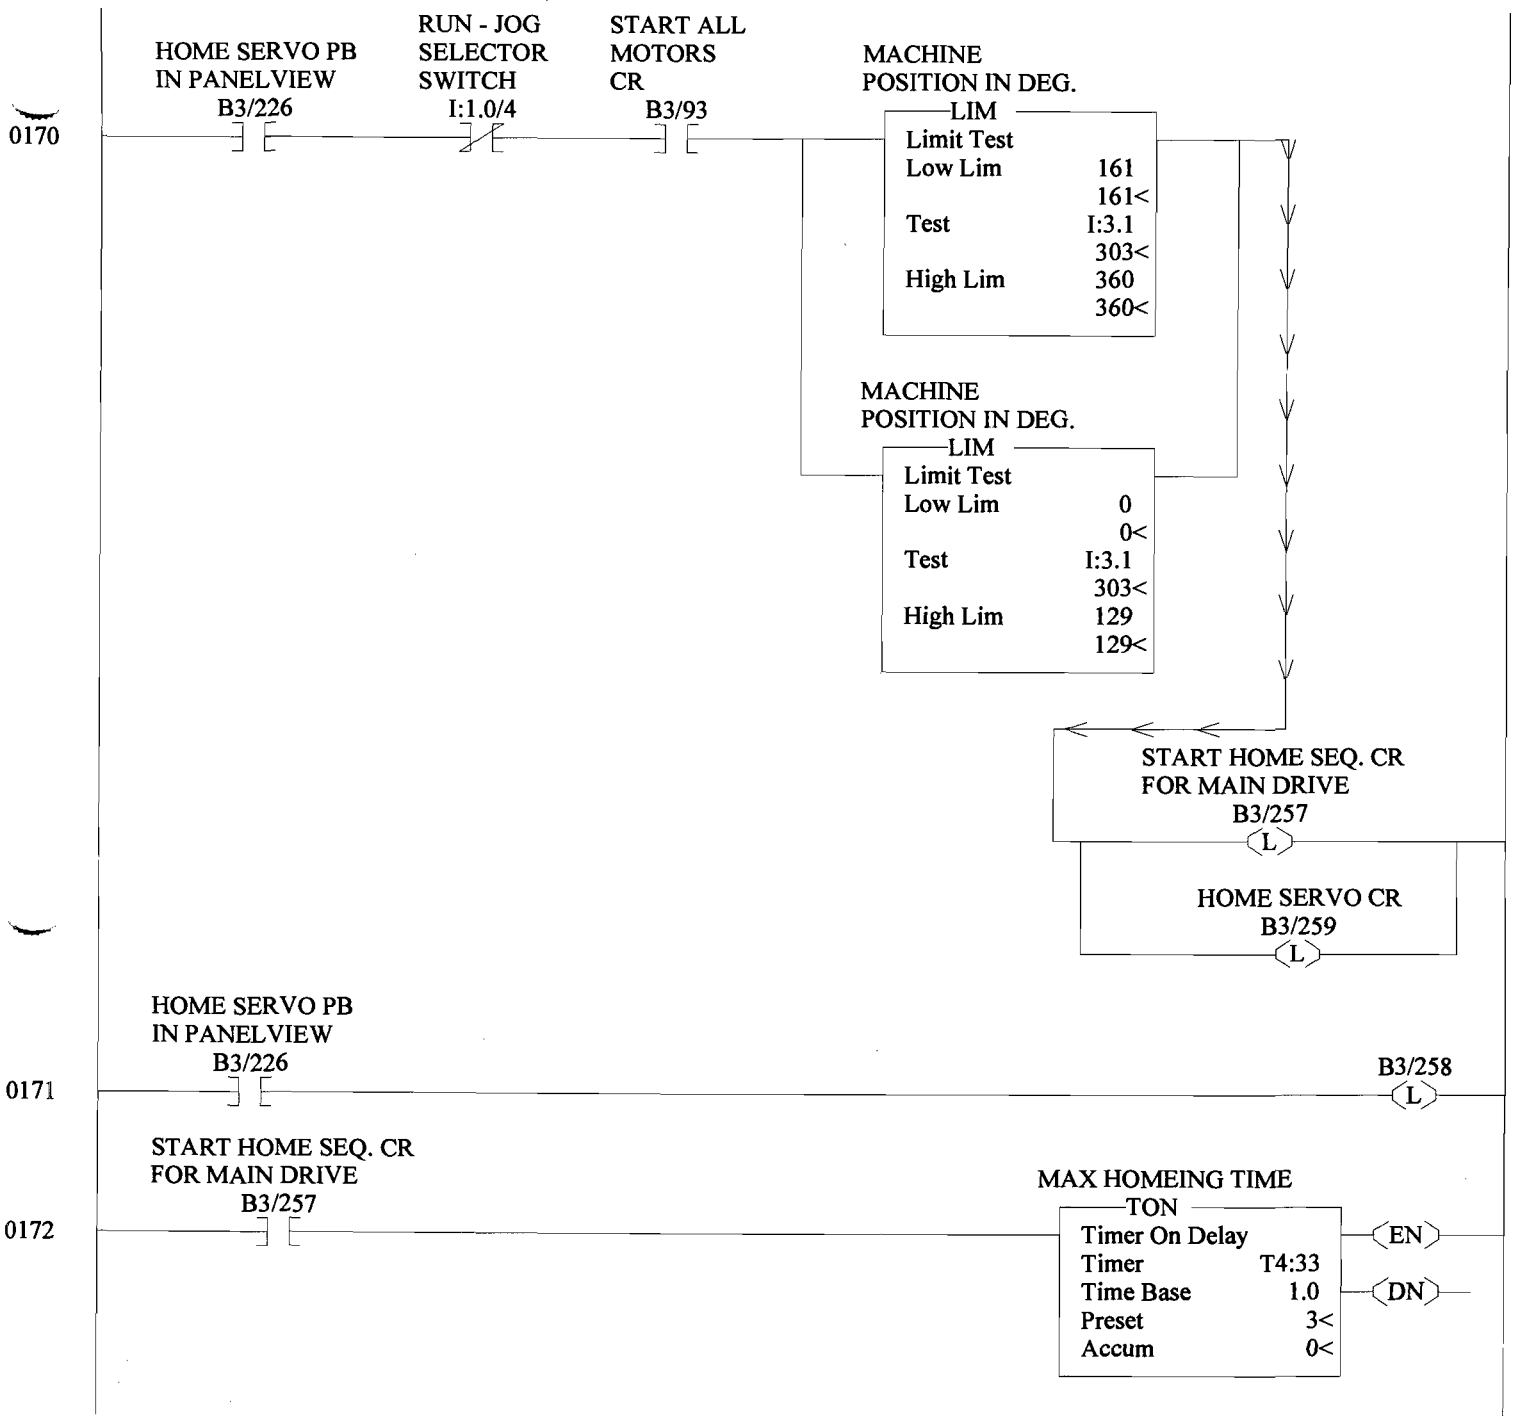 HOME SERVO PB
IN PANELVIEW
B3/226
RUN - JOG
SELECTOR
SWITCH
I:1.0/4
START ALL
MOTORS
CR
B3/93
MACHINE
POSITION IN DEG.
LIM
Limit Test
Low Lim 161
161<
Test I:3.1
303<
High Lim 360
360<
0170
MACHINE
POSITION IN DEG.
LIM
Limit Test
Low Lim 0
0<
Test I:3.1
303<
High Lim 129
129<
START HOME SEQ. CR
FOR MAIN DRIVE
B3/257
L
HOME SERVO CR
B3/259
L
HOME SERVO PB
IN PANELVIEW
B3/226
0171
B3/258
L
START HOME SEQ. CR
FOR MAIN DRIVE
B3/257
0172
MAX HOMEING TIME
TON
Timer On Delay
Timer T4:33
Time Base 1.0
Preset 3<
Accum 0<
EN
DN